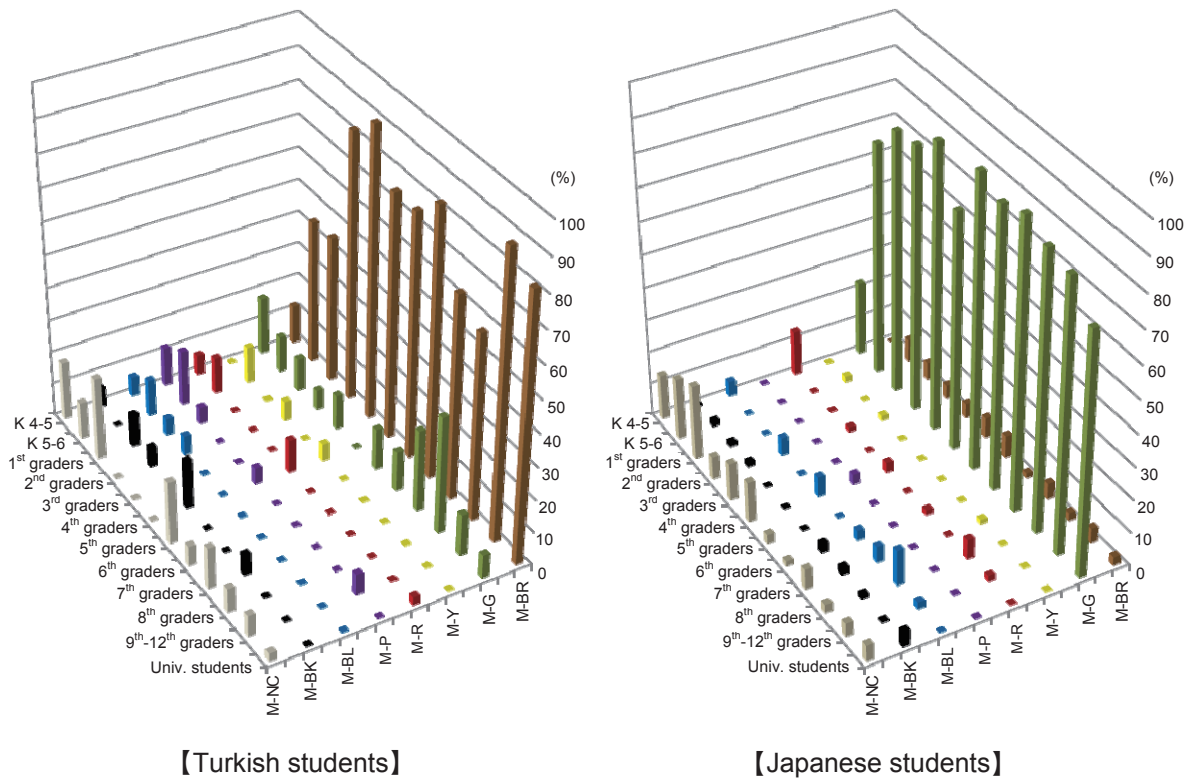 (%)
100
90
80
70
60
50
40
30
20
10
0
K 4-5
K 5-6
1st graders
2nd graders
3rd graders
4th graders
5th graders
6th graders
7th graders
8th graders
9th-12th graders
Univ. students
M-NC
M-BK
M-BL
M-P
M-R
M-Y
M-G
M-BR
【Turkish students】
(%)
100
90
80
70
60
50
40
30
20
10
0
K 4-5
K 5-6
1st graders
2nd graders
3rd graders
4th graders
5th graders
6th graders
7th graders
8th graders
9th-12th graders
Univ. students
M-NC
M-BK
M-BL
M-P
M-R
M-Y
M-G
M-BR
【Japanese students】